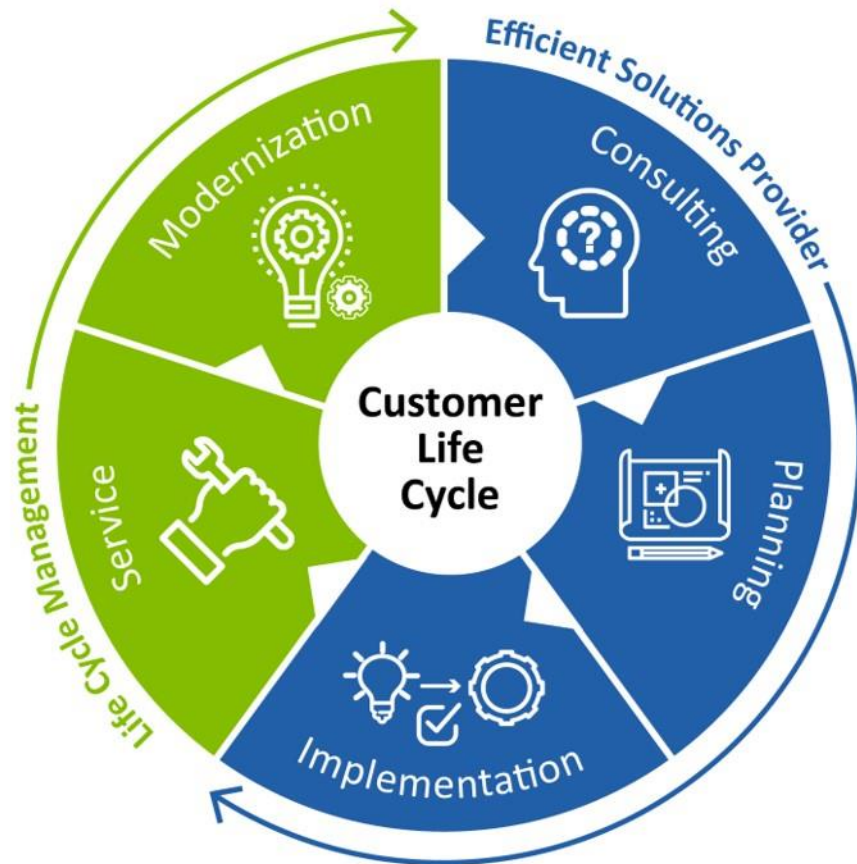 Efficient Solutions Provider
Consulting
?
Planning
Implementation
Service
Life Cycle Management
Modernization
Customer
Life
Cycle